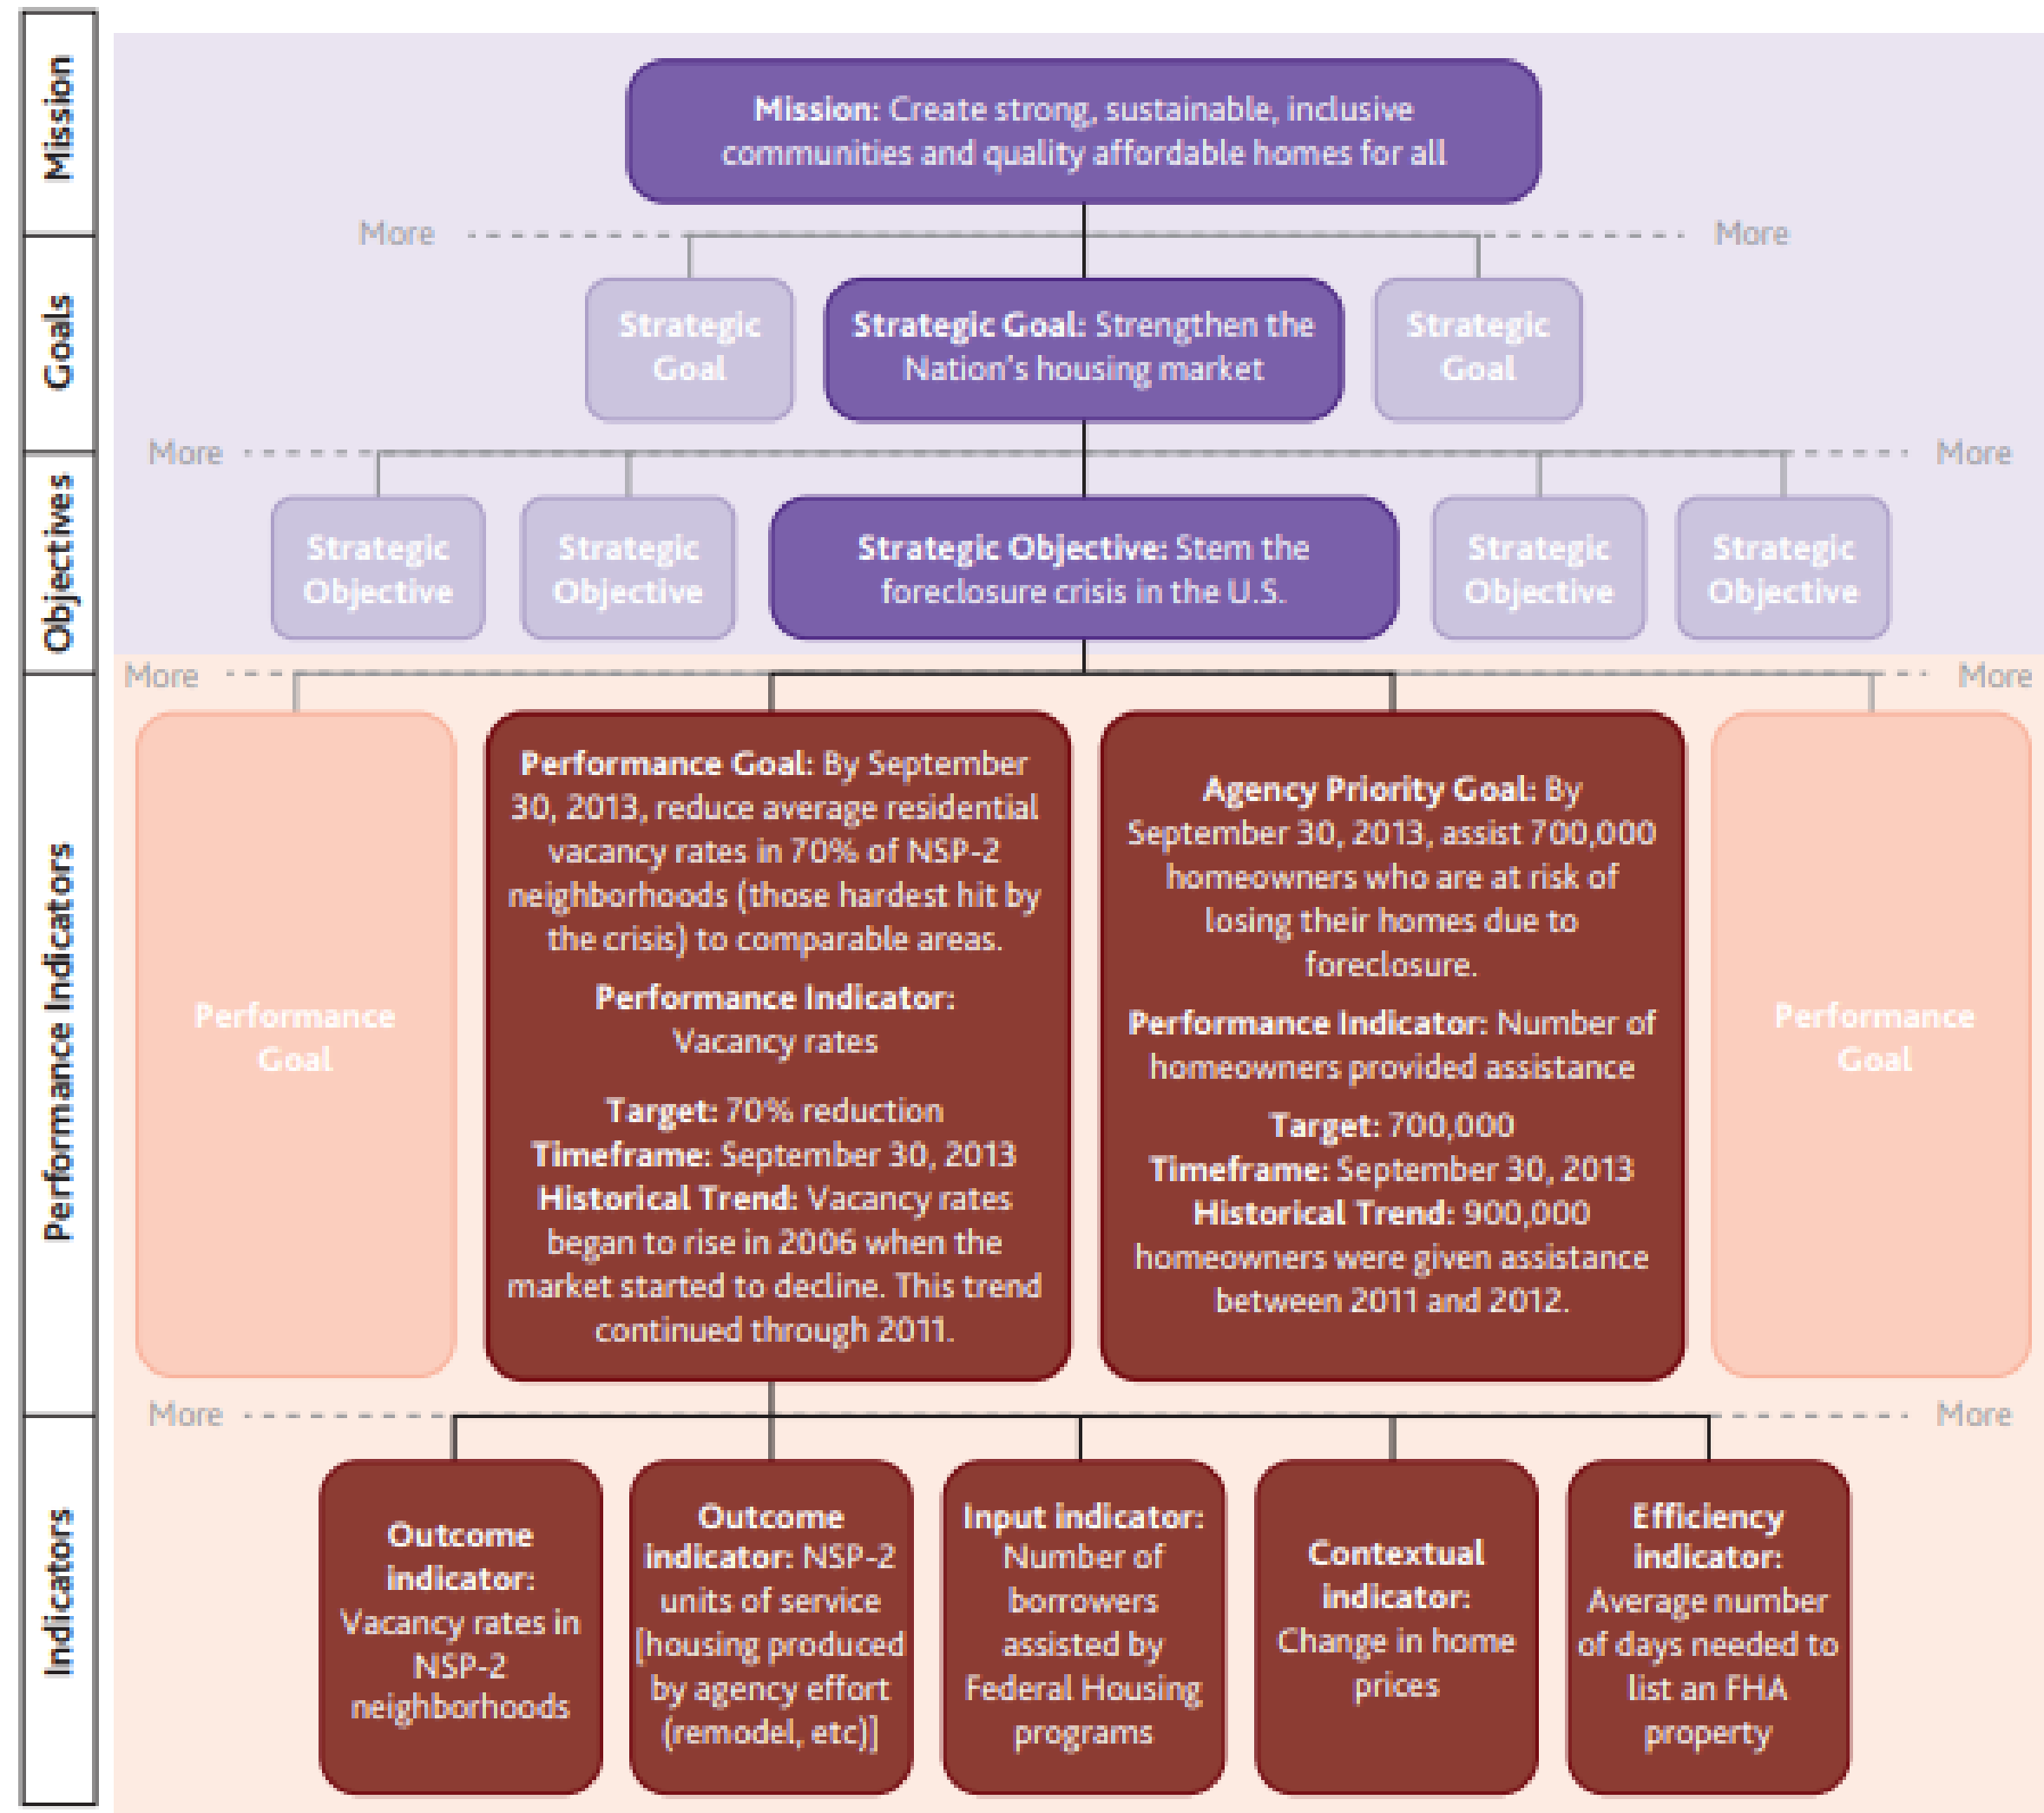 Mission
Mission: Create strong, sustainable, inclusive
communities and quality affordable homes for all
More
More
Goals
Strategic
Goal
Strategic Goal: Strengthen the
Nation's housing market
Strategic
Goal
More
More
Objectives
Strategic
Objective
Strategic
Objective
Strategic Objective: Stem the
foreclosure crisis in the U.S.
Strategic
Objective
Strategic
Objective
More
More
Performance Indicators
Performance
Goal
Performance Goal: By September
30, 2013, reduce average residential
vacancy rates in 70% of NSP-2
neighborhoods (those hardest hit by
the crisis) to comparable areas.
Performance Indicator:
Vacancy rates
Target: 70% reduction
Timeframe: September 30, 2013
Historical Trend: Vacancy rates
began to rise in 2006 when the
market started to decline. This trend
continued through 2011.
Agency Priority Goal: By
September 30, 2013, assist 700,000
homeowners who are at risk of
losing their homes due to
foreclosure.
Performance Indicator: Number of
homeowners provided assistance
Target: 700,000
Timeframe: September 30, 2013
Historical Trend: 900,000
homeowners were given assistance
between 2011 and 2012.
Performance
Goal
More
More
Indicators
Outcome
indicator:
Vacancy rates in
NSP-2
neighborhoods
Outcome
indicator: NSP-2
units of service
[housing produced
by agency effort
(remodel, etc)]
Input indicator:
Number of
borrowers
assisted by
Federal Housing
programs
Contextual
indicator:
Change in home
prices
Efficiency
indicator:
Average number
of days needed to
list an FHA
property